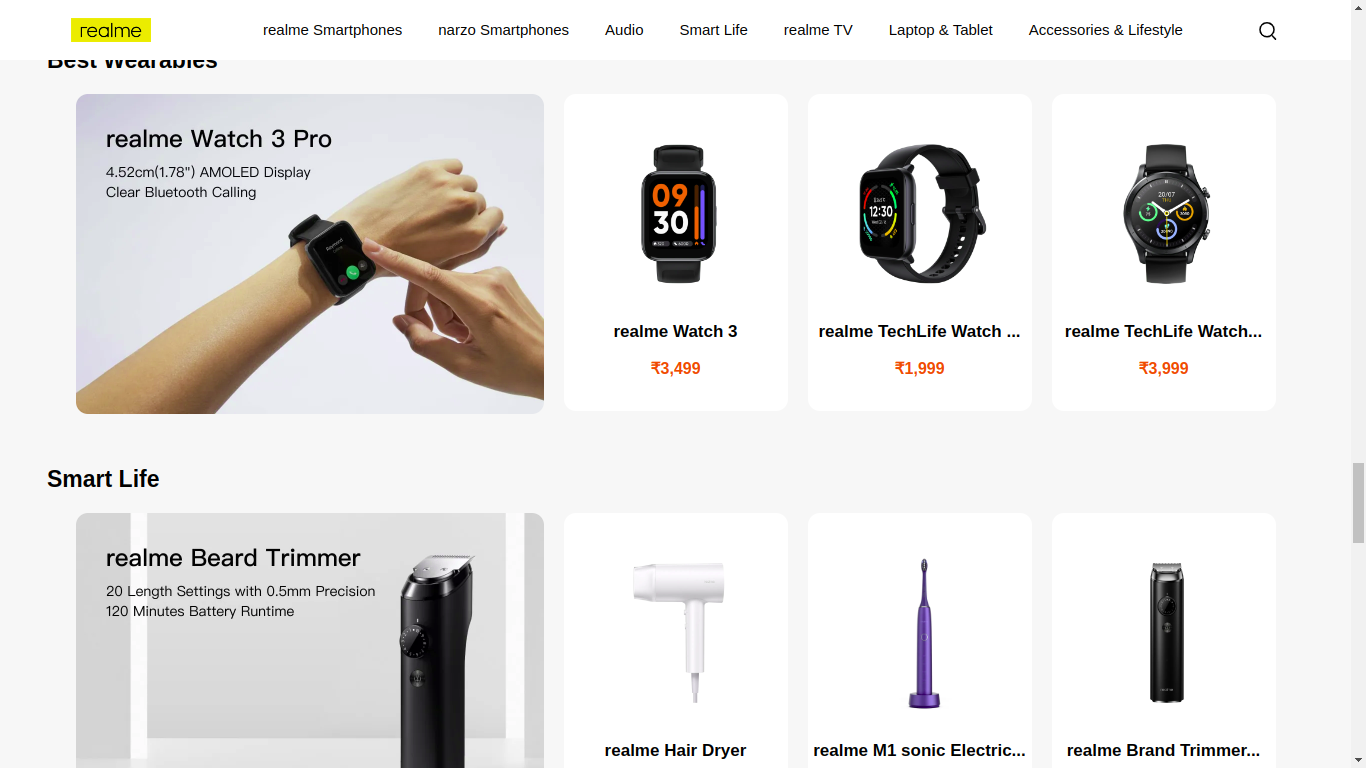 realme
realme Smartphones
narzo Smartphones
Audio
Smart Life
realme TV
Laptop & Tablet
Accessories & Lifestyle
Best Wearables
realme Watch 3 Pro
4.52cm(1.78") AMOLED Display
Clear Bluetooth Calling
09
30
12:30
20/07
THU
realme Watch 3
₹3,499
realme TechLife Watch ...
₹1,999
realme TechLife Watch...
₹3,999
Smart Life
realme Beard Trimmer
20 Length Settings with 0.5mm Precision
120 Minutes Battery Runtime
realme Hair Dryer
realme M1 sonic Electric...
realme Brand Trimmer...